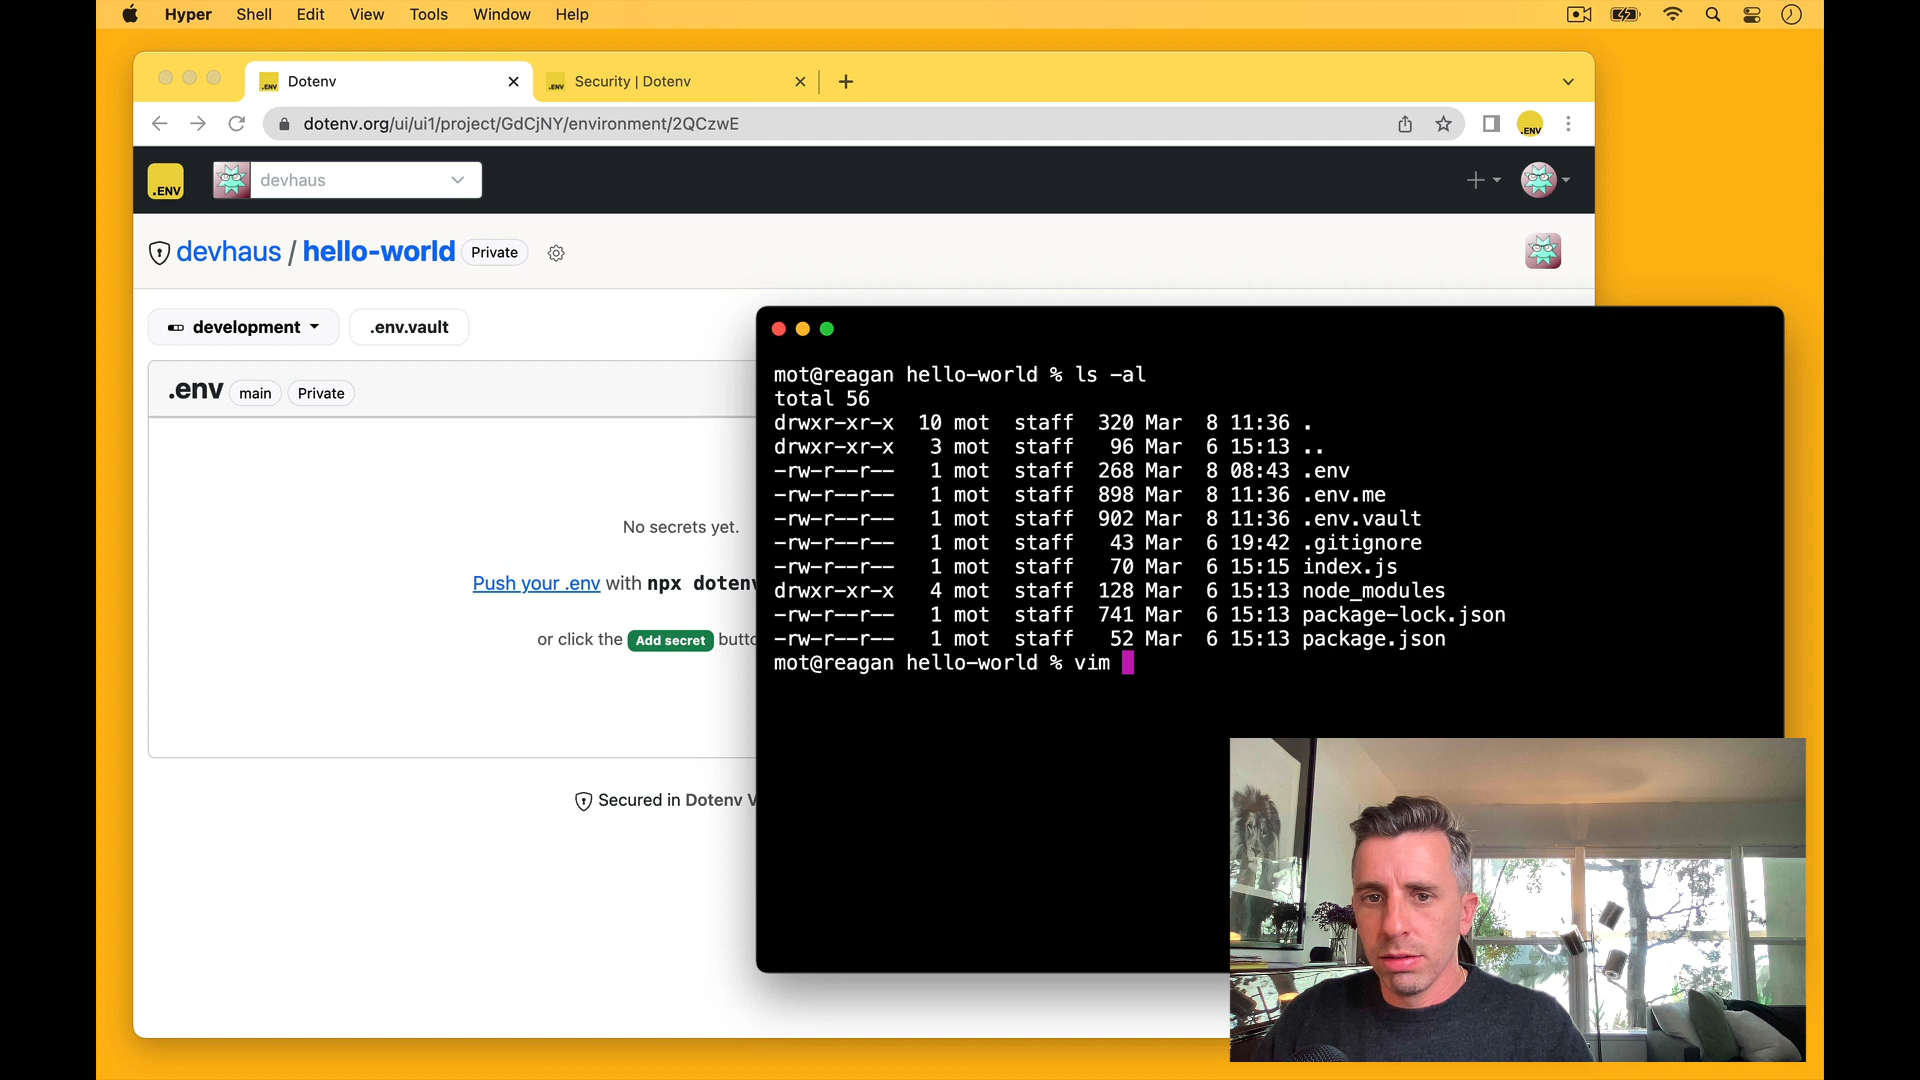 Hyper Shell Edit View Tools Window Help
.ENV Dotenv .ENV Security | Dotenv
dotenv.org/ui/ui1/project/GdCjNY/environment/2QCzwE .ENV
.ENV devhaus
devhaus / hello-world Private
development .env.vault
.env main Private
No secrets yet.
Push your .env with npx dotenv
or click the Add secret
Secured in Dotenv V
mot@reagan hello-world % ls -al
total 56
drwxr-xr-x 10 mot staff 320 Mar 8 11:36 .
drwxr-xr-x 3 mot staff 96 Mar 6 15:13 ..
-rw-r--r-- 1 mot staff 268 Mar 8 08:43 .env
-rw-r--r-- 1 mot staff 898 Mar 8 11:36 .env.me
-rw-r--r-- 1 mot staff 902 Mar 8 11:36 .env.vault
-rw-r--r-- 1 mot staff 43 Mar 6 19:42 .gitignore
-rw-r--r-- 1 mot staff 70 Mar 6 15:15 index.js
drwxr-xr-x 4 mot staff 128 Mar 6 15:13 node_modules
-rw-r--r-- 1 mot staff 741 Mar 6 15:13 package-lock.json
-rw-r--r-- 1 mot staff 52 Mar 6 15:13 package.json
mot@reagan hello-world % vim